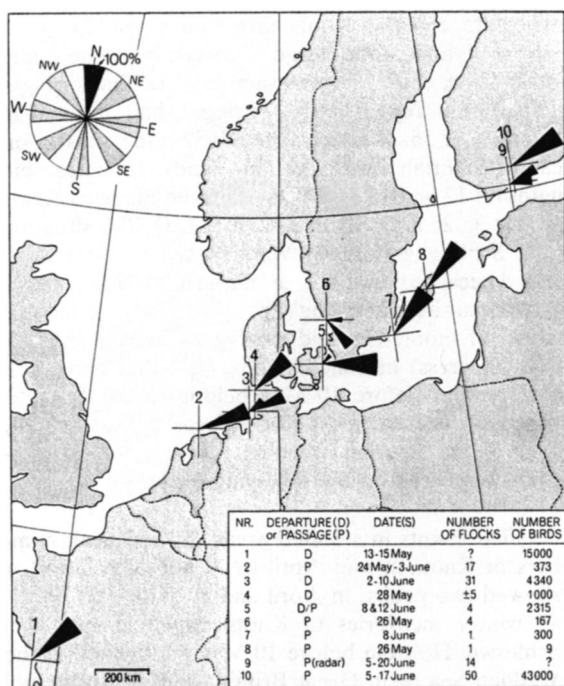 N
100%
NW
NE
W
E
SW
SE
S
10
9
8
6
7
5
4
3
2
1
200 km
NR. DEPARTURE(D) or PASSAGE(P) DATE(S) NUMBER OF FLOCKS NUMBER OF BIRDS
1 D 13-15 May ? 15000
2 D 24 May-3 June 17 373
3 D 2-10 June 31 4340
4 D 28 May ±5 1000
5 D/P 8 & 12 June 4 2315
6 P 26 May 4 167
7 P 8 June 1 300
8 P 26 May 1 ?
9 P(radar) 5-20 June 14 ?
10 P 5-17 June 50 43000